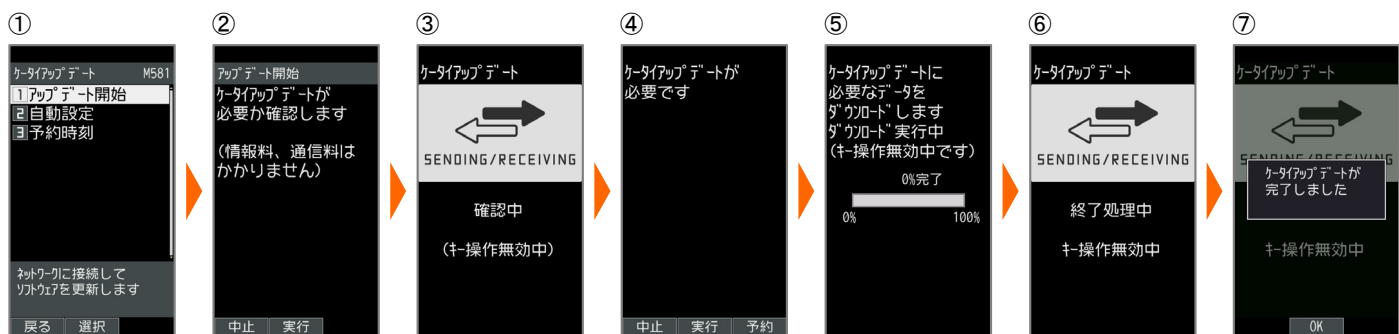 ①
ｹｰﾀｲｱｯﾌﾟﾃﾞｰﾄ M581
1 ｱｯﾌﾟﾃﾞｰﾄ開始
2 自動設定
3 予約時刻
ﾈｯﾄﾜｰｸに接続して
ｿﾌﾄｳｪｱを更新します
戻る 選択
②
ｱｯﾌﾟﾃﾞｰﾄ開始
ｹｰﾀｲｱｯﾌﾟﾃﾞｰﾄが
必要か確認します
(情報料、通信料は
かかりません)
中止 実行
③
ｹｰﾀｲｱｯﾌﾟﾃﾞｰﾄ
SENDING/RECEIVING
確認中
(ｷｰ操作無効中)
④
ｹｰﾀｲｱｯﾌﾟﾃﾞｰﾄが
必要です
中止 実行 予約
⑤
ｹｰﾀｲｱｯﾌﾟﾃﾞｰﾄに
必要なﾃﾞｰﾀを
ﾀﾞｳﾝﾛｰﾄﾞします
ﾀﾞｳﾝﾛｰﾄﾞ実行中
(ｷｰ操作無効中です)
0%完了
0% 100%
⑥
ｹｰﾀｲｱｯﾌﾟﾃﾞｰﾄ
SENDING/RECEIVING
終了処理中
ｷｰ操作無効中
⑦
ｹｰﾀｲｱｯﾌﾟﾃﾞｰﾄ
SENDING/RECEIVING
ｹｰﾀｲｱｯﾌﾟﾃﾞｰﾄが
完了しました
ｷｰ操作無効中
OK